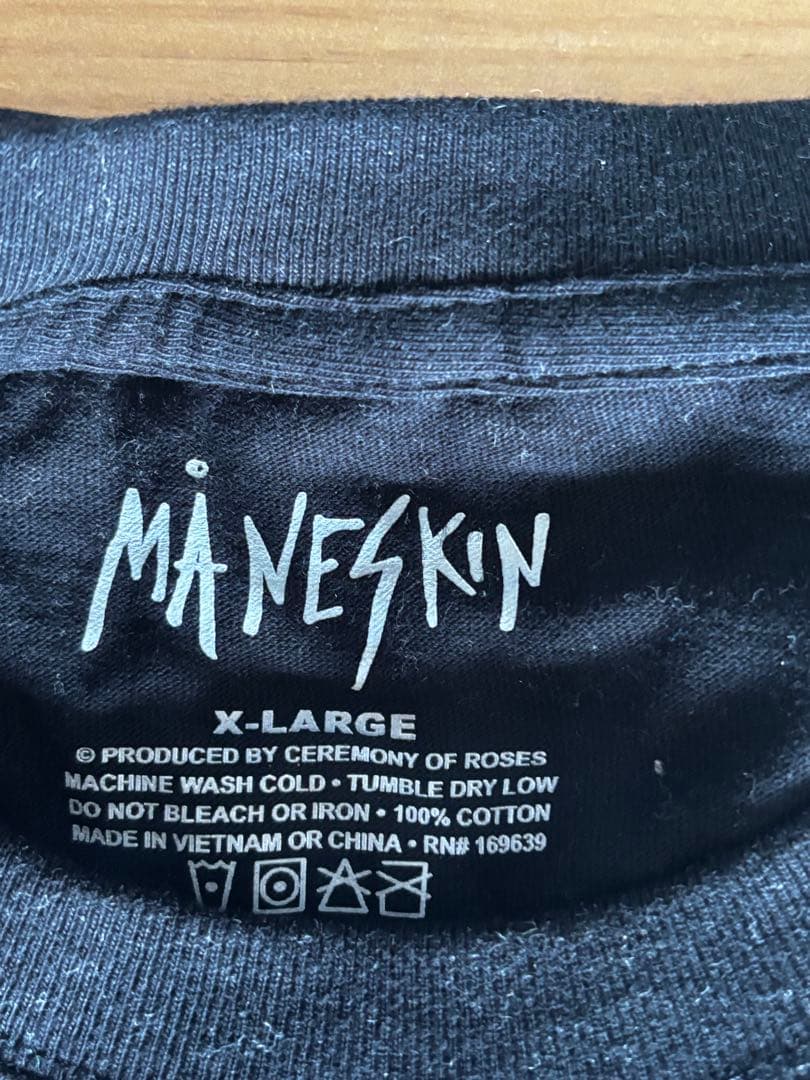 MÅNESKIN
X-LARGE
© PRODUCED BY CEREMONY OF ROSES
MACHINE WASH COLD • TUMBLE DRY LOW
DO NOT BLEACH OR IRON • 100% COTTON
MADE IN VIETNAM OR CHINA • RN# 169639